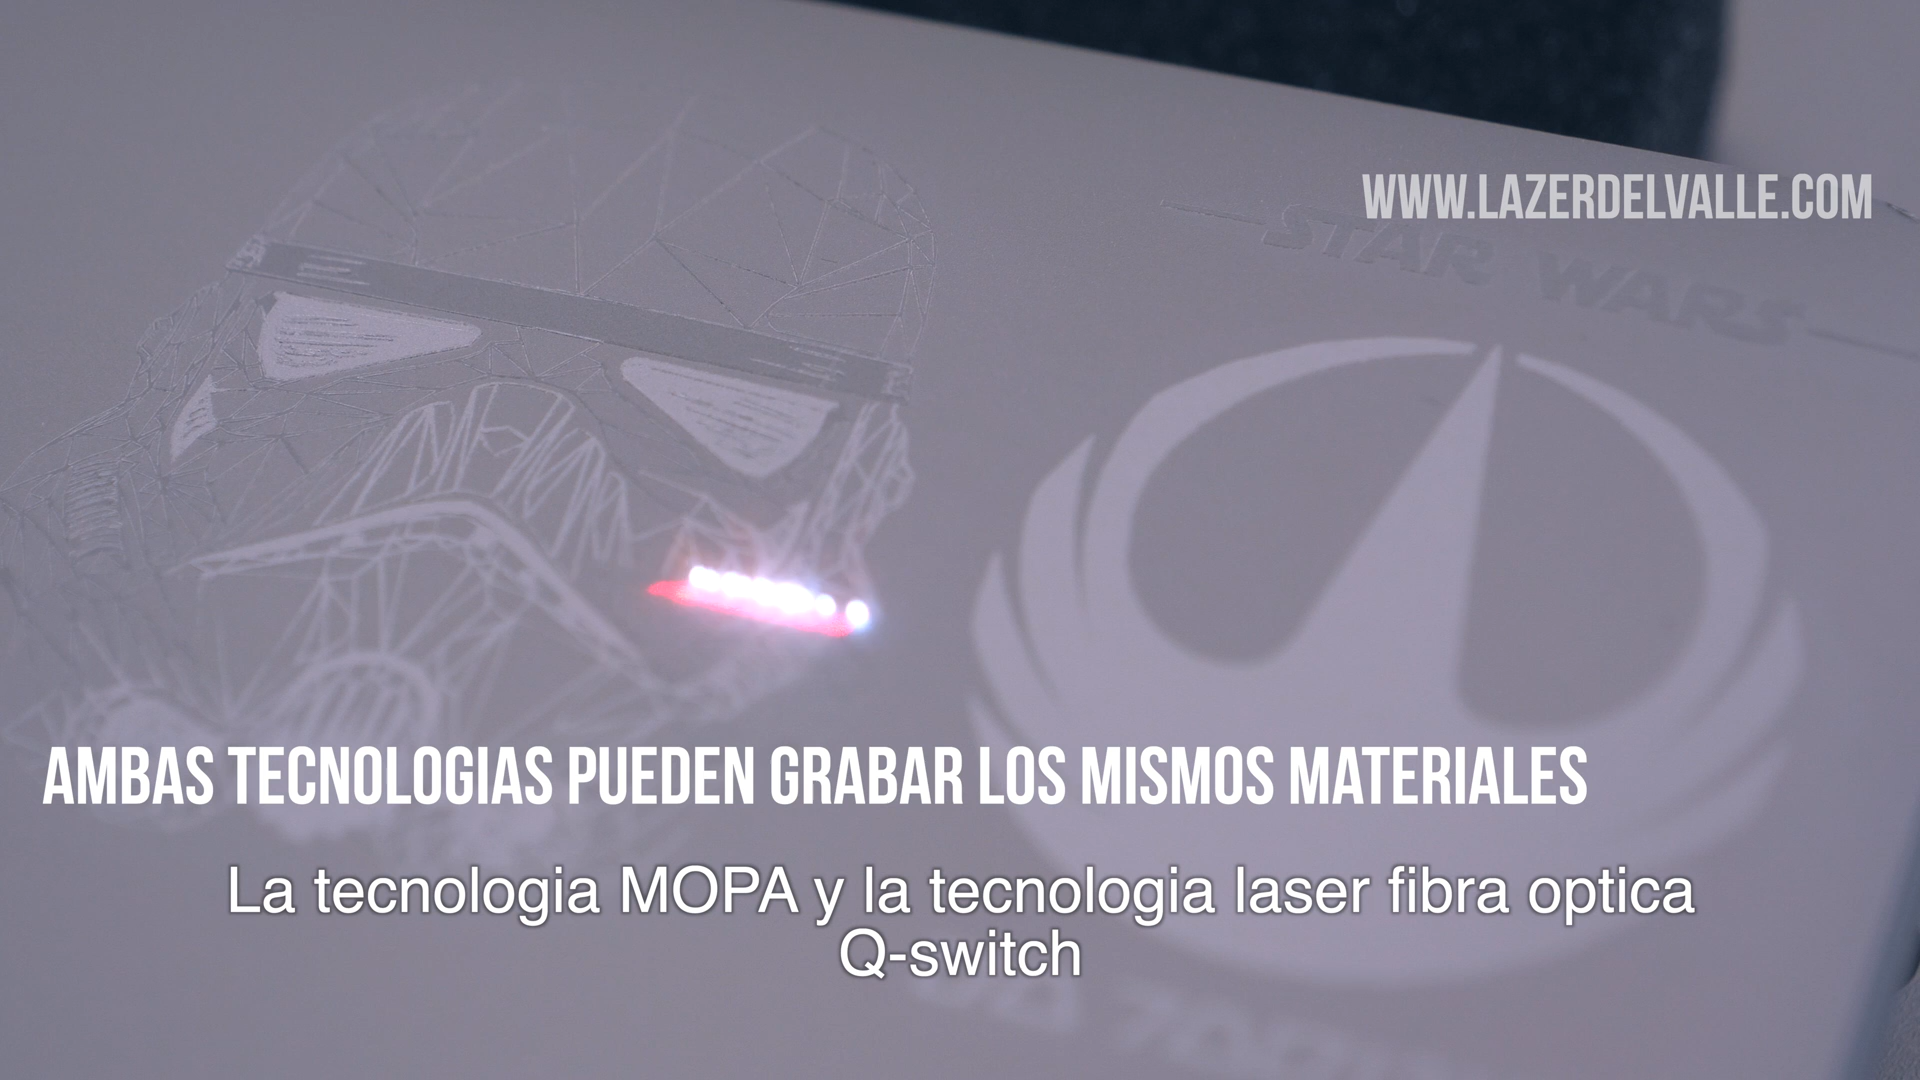 WWW.LAZERDELVALLE.COM
STAR WARS
AMBAS TECNOLOGIAS PUEDEN GRABAR LOS MISMOS MATERIALES
La tecnologia MOPA y la tecnologia laser fibra optica
Q-switch